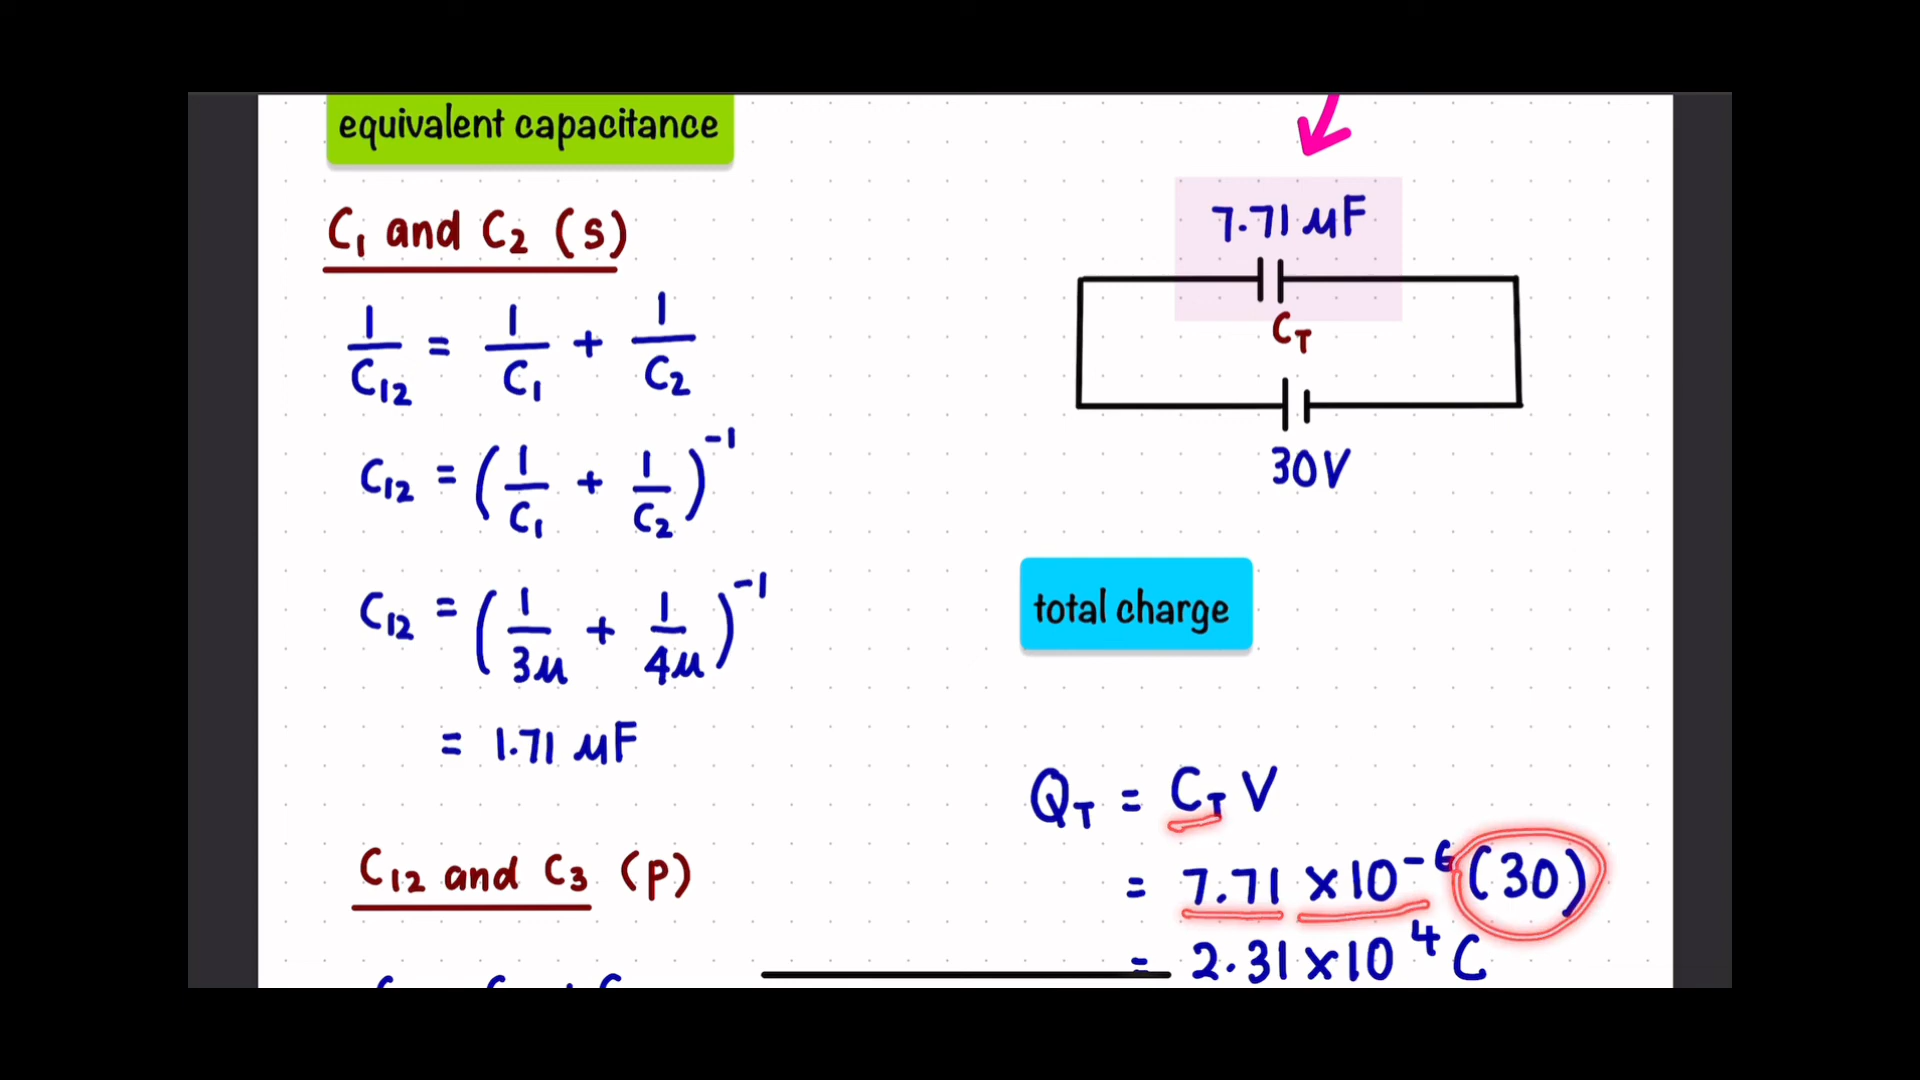 equivalent capacitance
C₁ and C₂ (s)
1/C₁₂ = 1/C₁ + 1/C₂
C₁₂ = (1/C₁ + 1/C₂)⁻¹
C₁₂ = (1/3μ + 1/4μ)⁻¹
= 1.71 μF
C₁₂ and C₃ (p)
7.71 μF
C_T
30V
total charge
Q_T = C_T V
= 7.71 × 10⁻⁶ (30)
= 2.31 × 10⁴ C